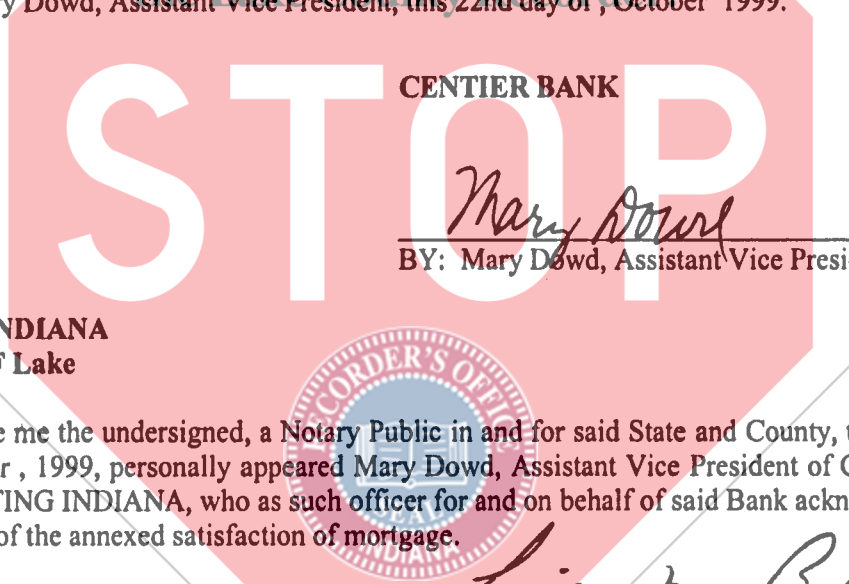 y Dowd, Assistant Vice President, this 22nd day of , October 1999.
STOP
CENTIER BANK
Mary Dowd
BY: Mary Dowd, Assistant Vice Presi
NDIANA
F Lake
RECORDER'S OFFICE
SEAL
INDIANA
e me the undersigned, a Notary Public in and for said State and County, t
r , 1999, personally appeared Mary Dowd, Assistant Vice President of C
TING INDIANA, who as such officer for and on behalf of said Bank ackn
of the annexed satisfaction of mortgage.